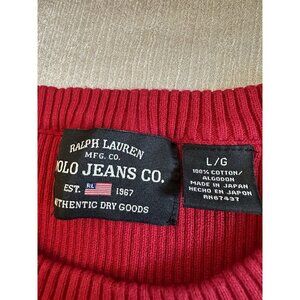 RALPH LAUREN
MFG. CO.
OLO JEANS CO.
EST. RL 1967
UTHENTIC DRY GOODS
L/G
100% COTTON/
ALGODON
MADE IN JAPAN
HECHO EN JAPON
RN67437